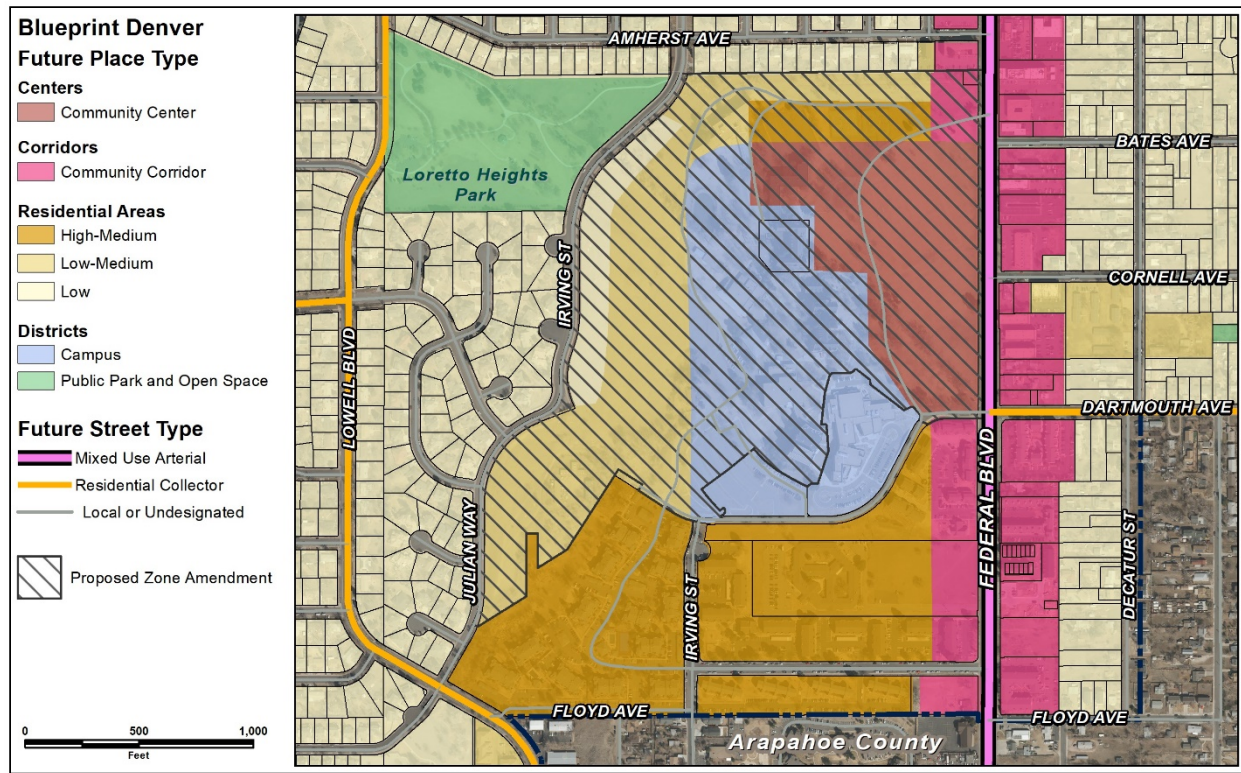 Blueprint Denver
Future Place Type
Centers
Community Center
Corridors
Community Corridor
Residential Areas
High-Medium
Low-Medium
Low
Districts
Campus
Public Park and Open Space
Future Street Type
Mixed Use Arterial
Residential Collector
Local or Undesignated
Proposed Zone Amendment
0 500 1,000
Feet
AMHERST AVE
BATES AVE
Loretto Heights
Park
IRVING ST
CORNELL AVE
LOWELL BLVD
DARTMOUTH AVE
FEDERAL BLVD
JULIAN WAY
IRVING ST
DECATUR ST
FLOYD AVE
FLOYD AVE
Arapahoe County